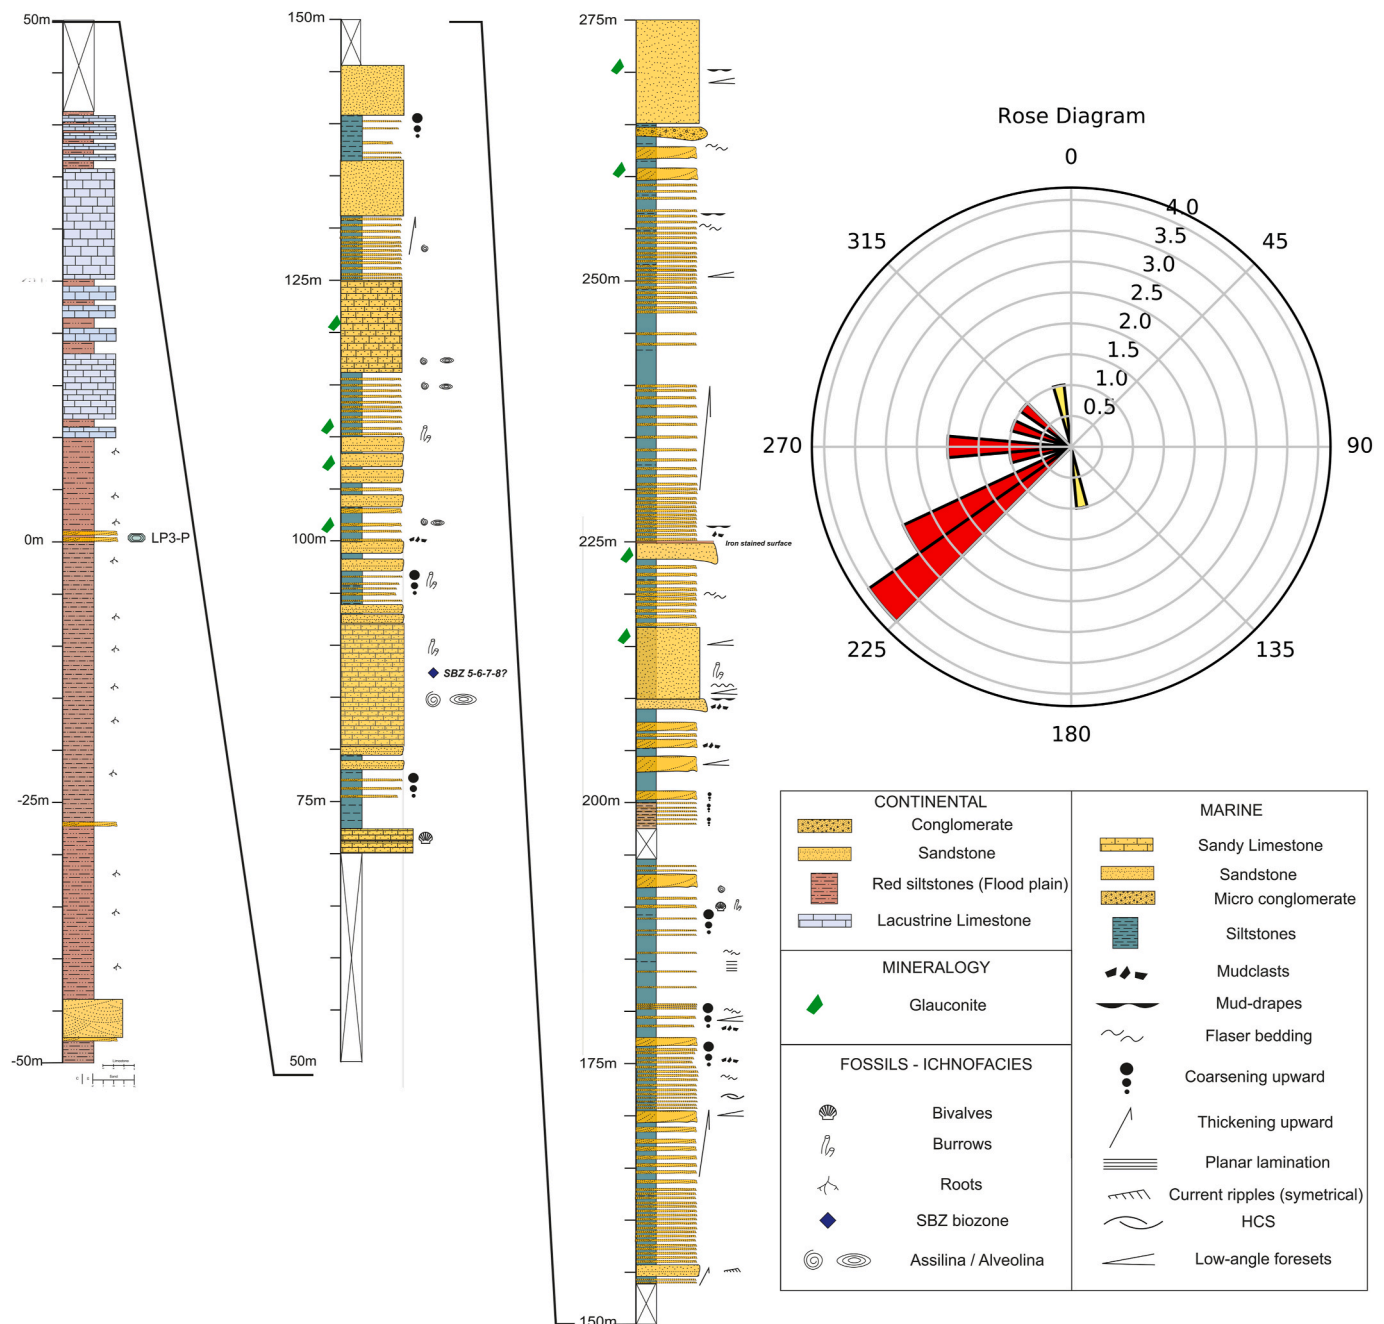 50m
0m
LP3-P
-25m
-50m
Limestone
Sand
150m
125m
100m
SBZ 5-6-7-8?
75m
50m
275m
250m
225m
Iron stained surface
200m
175m
150m
Rose Diagram
0
45
90
135
180
225
270
315
4.0
3.5
3.0
2.5
2.0
1.5
1.0
0.5
CONTINENTAL
Conglomerate
Sandstone
Red siltstones (Flood plain)
Lacustrine Limestone
MINERALOGY
Glauconite
FOSSILS - ICHNOFACIES
Bivalves
Burrows
Roots
SBZ biozone
Assilina / Alveolina
MARINE
Sandy Limestone
Sandstone
Micro conglomerate
Siltstones
Mudclasts
Mud-drapes
Flaser bedding
Coarsening upward
Thickening upward
Planar lamination
Current ripples (symetrical)
HCS
Low-angle foresets